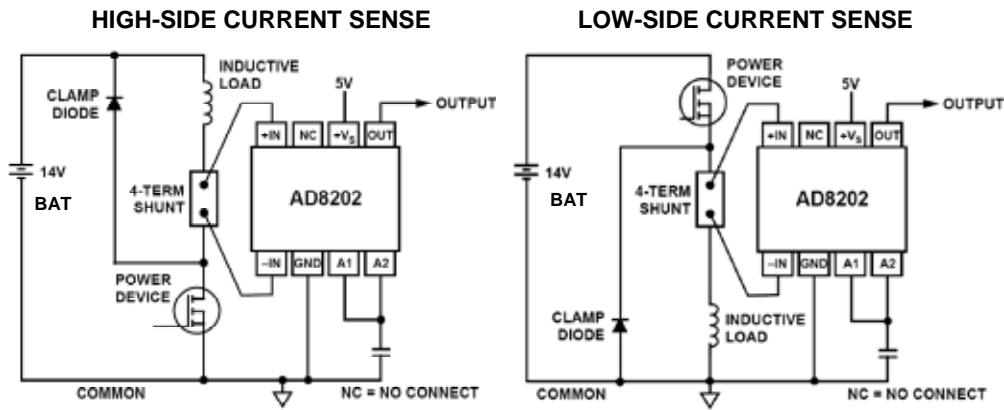 HIGH-SIDE CURRENT SENSE
INDUCTIVE
LOAD
5V
OUTPUT
CLAMP
DIODE
+IN
NC
+VS
OUT
14V
BAT
4-TERM
SHUNT
AD8202
-IN
GND
A1
A2
POWER
DEVICE
COMMON
NC = NO CONNECT
LOW-SIDE CURRENT SENSE
POWER
DEVICE
5V
OUTPUT
+IN
NC
+VS
OUT
14V
BAT
4-TERM
SHUNT
AD8202
-IN
GND
A1
A2
CLAMP
DIODE
INDUCTIVE
LOAD
COMMON
NC = NO CONNECT